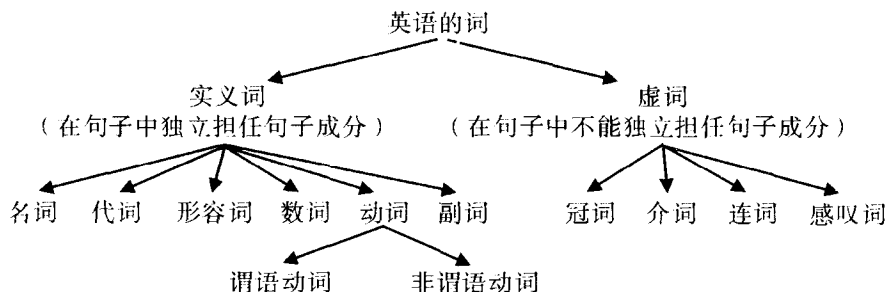 英语的词
实义词 虚词
（在句子中独立担任句子成分） （在句子中不能独立担任句子成分）
名词 代词 形容词 数词 动词 副词 冠词 介词 连词 感叹词
谓语动词 非谓语动词